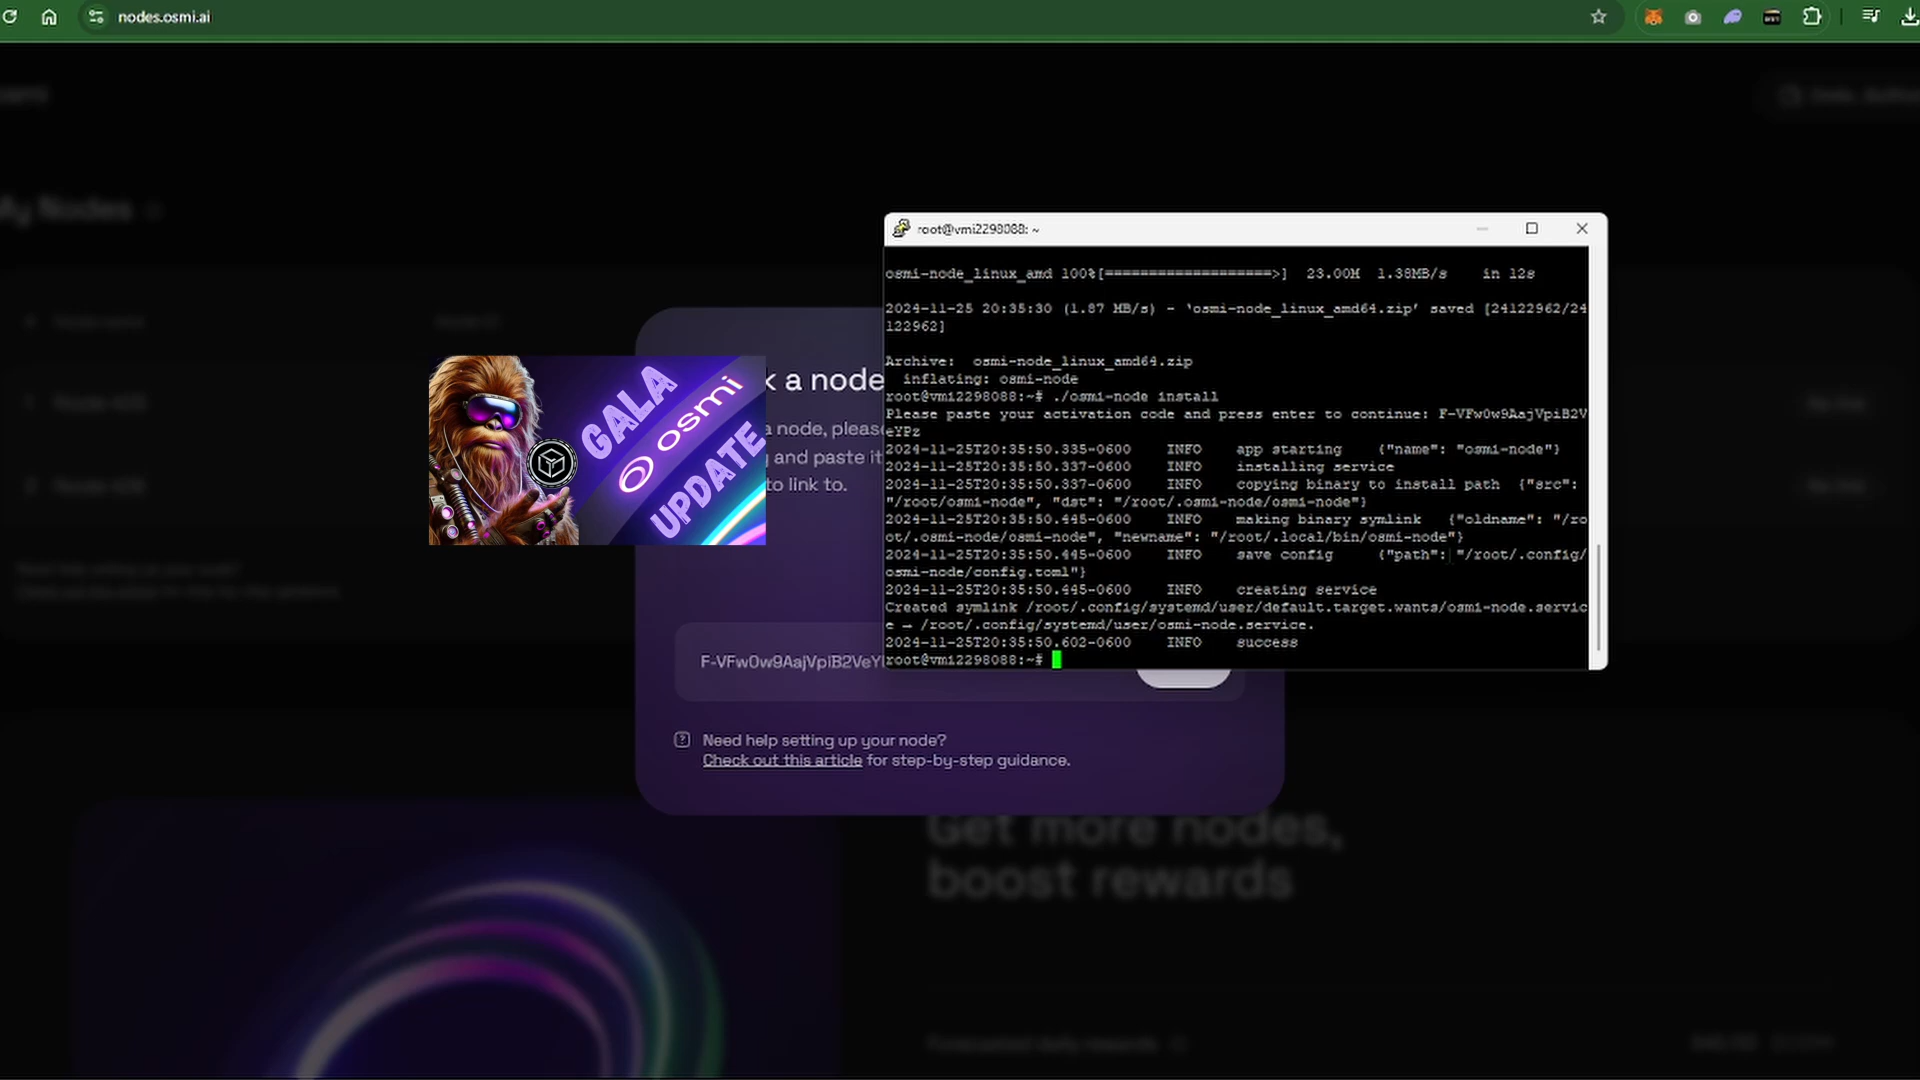 nodes.osmi.ai
My Nodes
GALA
osmi
UPDATE
k a node
a node, please
g and paste it
to link to.
F-VFw0w9AajVpiB2VeY
Need help setting up your node?
Check out this article for step-by-step guidance.
root@vmi2298088: ~
osmi-node_linux_amd 100%[===================>]  23.00M  1.38MB/s    in 12s
2024-11-25 20:35:30 (1.87 MB/s) - ‘osmi-node_linux_amd64.zip’ saved [24122962/24
122962]
Archive:  osmi-node_linux_amd64.zip
inflating: osmi-node
root@vmi2298088:~# ./osmi-node install
Please paste your activation code and press enter to continue: F-VFw0w9AajVpiB2V
eYPz
2024-11-25T20:35:50.335-0600    INFO    app starting    {"name": "osmi-node"}
2024-11-25T20:35:50.337-0600    INFO    installing service
2024-11-25T20:35:50.337-0600    INFO    copying binary to install path  {"src":
"/root/osmi-node", "dst": "/root/.osmi-node/osmi-node"}
2024-11-25T20:35:50.445-0600    INFO    making binary symlink   {"oldname": "/ro
ot/.osmi-node/osmi-node", "newname": "/root/.local/bin/osmi-node"}
2024-11-25T20:35:50.445-0600    INFO    save config     {"path": "/root/.config/
osmi-node/config.toml"}
2024-11-25T20:35:50.445-0600    INFO    creating service
Created symlink /root/.config/systemd/user/default.target.wants/osmi-node.servic
e → /root/.config/systemd/user/osmi-node.service.
2024-11-25T20:35:50.602-0600    INFO    success
root@vmi2298088:~#
Get more nodes,
boost rewards
Forecasted daily rewards